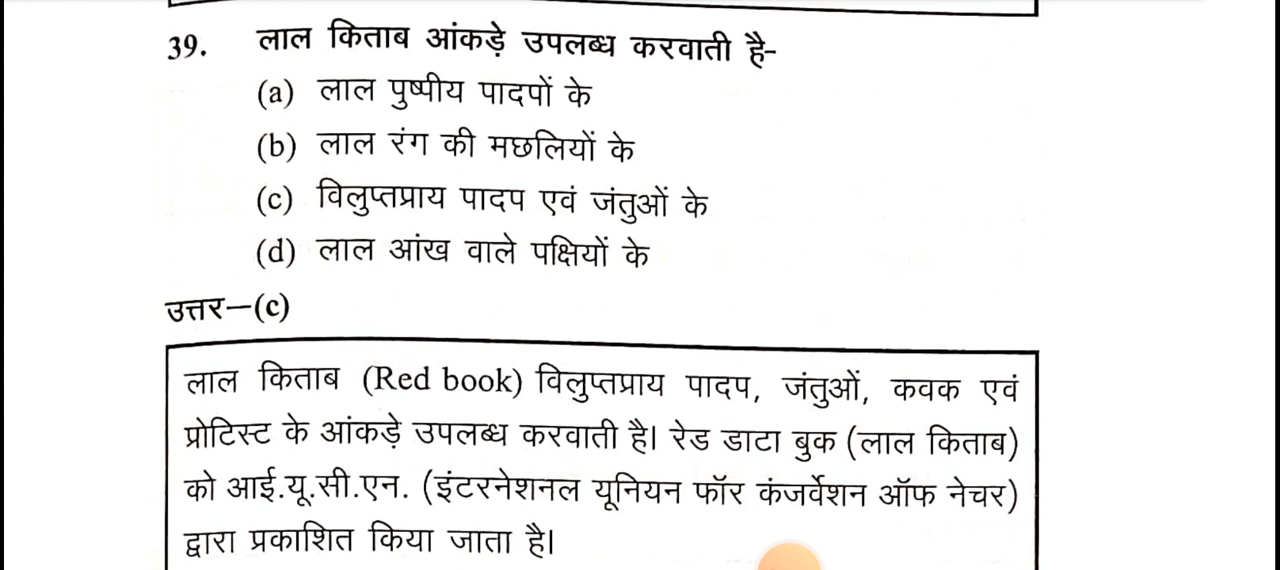 39. लाल किताब आंकड़े उपलब्ध करवाती है-
(a) लाल पुष्पीय पादपों के
(b) लाल रंग की मछलियों के
(c) विलुप्तप्राय पादप एवं जंतुओं के
(d) लाल आंख वाले पक्षियों के
उत्तर—(c)
लाल किताब (Red book) विलुप्तप्राय पादप, जंतुओं, कवक एवं
प्रोटिस्ट के आंकड़े उपलब्ध करवाती है। रेड डाटा बुक (लाल किताब)
को आई.यू.सी.एन. (इंटरनेशनल यूनियन फॉर कंजर्वेशन ऑफ नेचर)
द्वारा प्रकाशित किया जाता है।